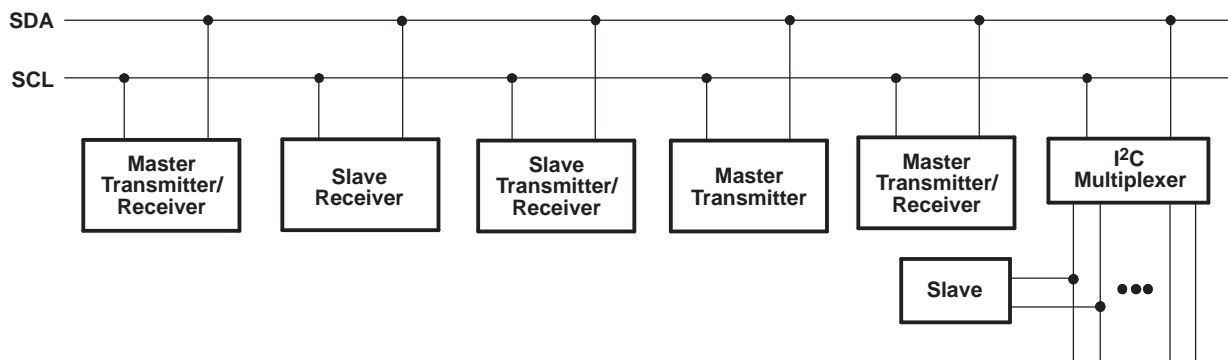 SDA
SCL
Master
Transmitter/
Receiver
Slave
Receiver
Slave
Transmitter/
Receiver
Master
Transmitter
Master
Transmitter/
Receiver
I²C
Multiplexer
Slave